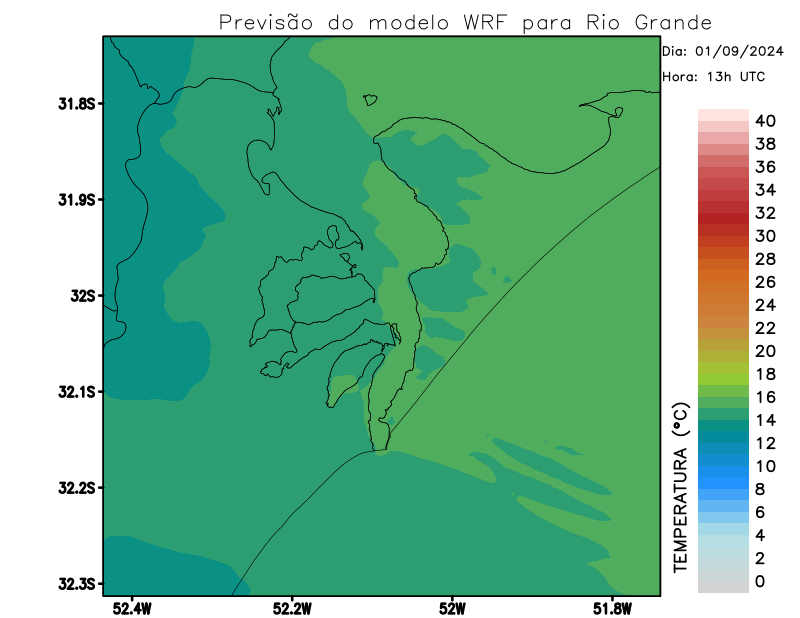 Previsão do modelo WRF para Rio Grande
Dia: 01/09/2024
Hora: 13h UTC
31.8S
31.9S
32S
32.1S
32.2S
32.3S
52.4W
52.2W
52W
51.8W
TEMPERATURA (°C)
40
38
36
34
32
30
28
26
24
22
20
18
16
14
12
10
8
6
4
2
0